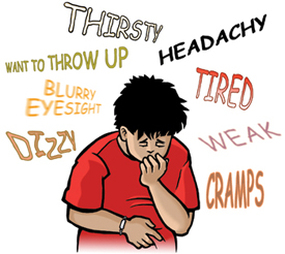 THIRSTY
HEADACHY
WANT TO THROW UP
TIRED
BLURRY
EYESIGHT
DIZZY
WEAK
CRAMPS